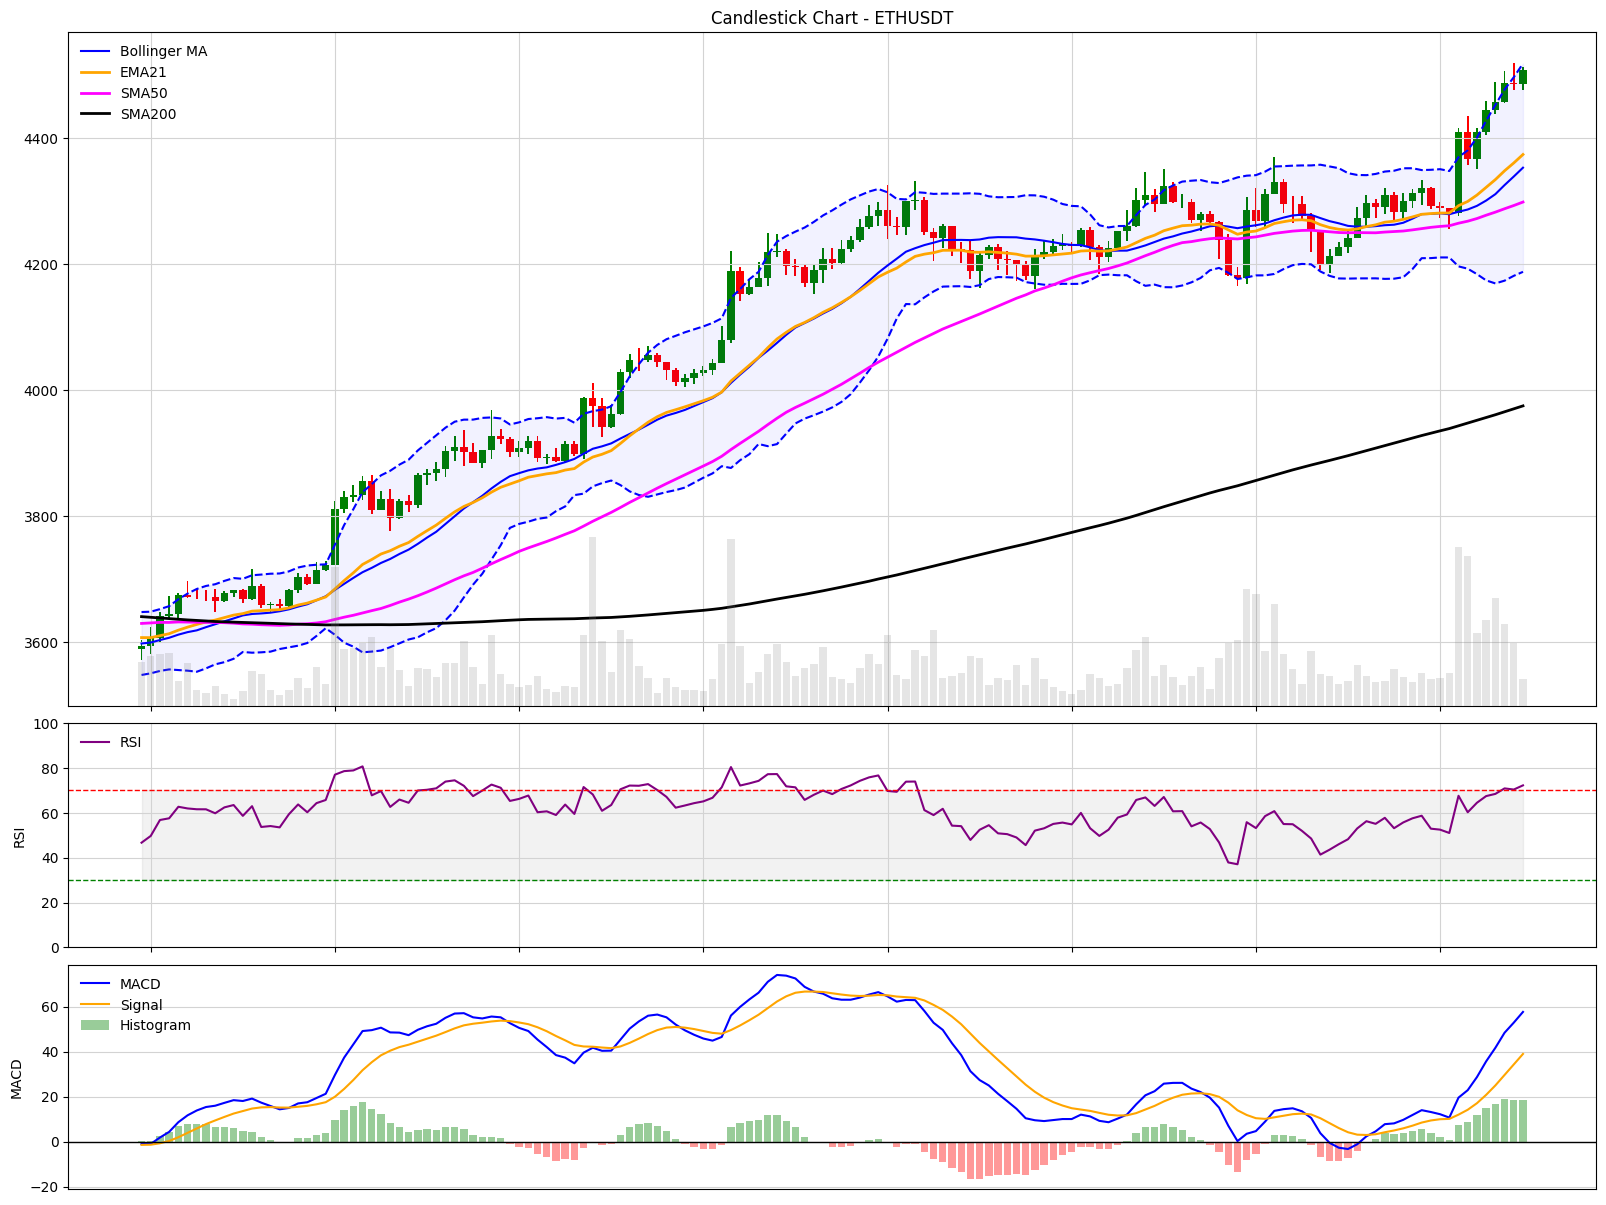 Candlestick Chart - ETHUSDT
Bollinger MA
EMA21
SMA50
SMA200
4400
4200
4000
3800
3600
100
80
60
40
20
0
RSI
RSI
60
40
20
0
−20
MACD
MACD
Signal
Histogram